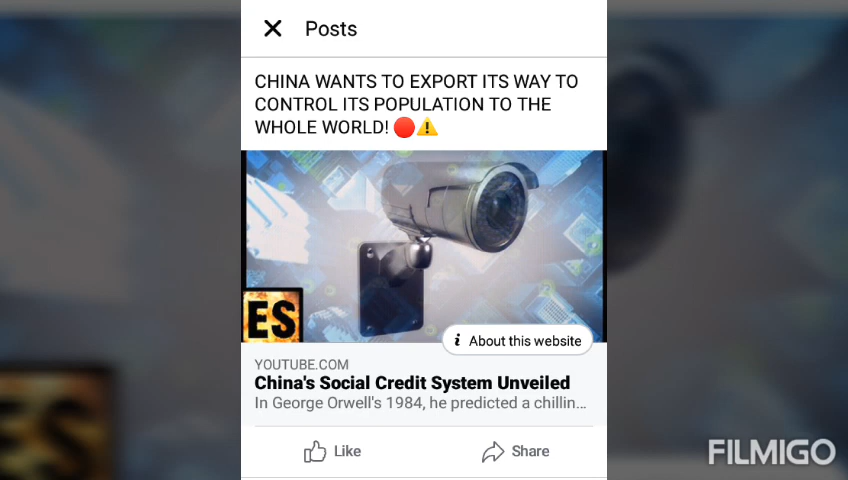 Posts
CHINA WANTS TO EXPORT ITS WAY TO
CONTROL ITS POPULATION TO THE
WHOLE WORLD! 🔴⚠️
ES
i About this website
YOUTUBE.COM
China's Social Credit System Unveiled
In George Orwell's 1984, he predicted a chillin...
Like
Share
FILMIGO